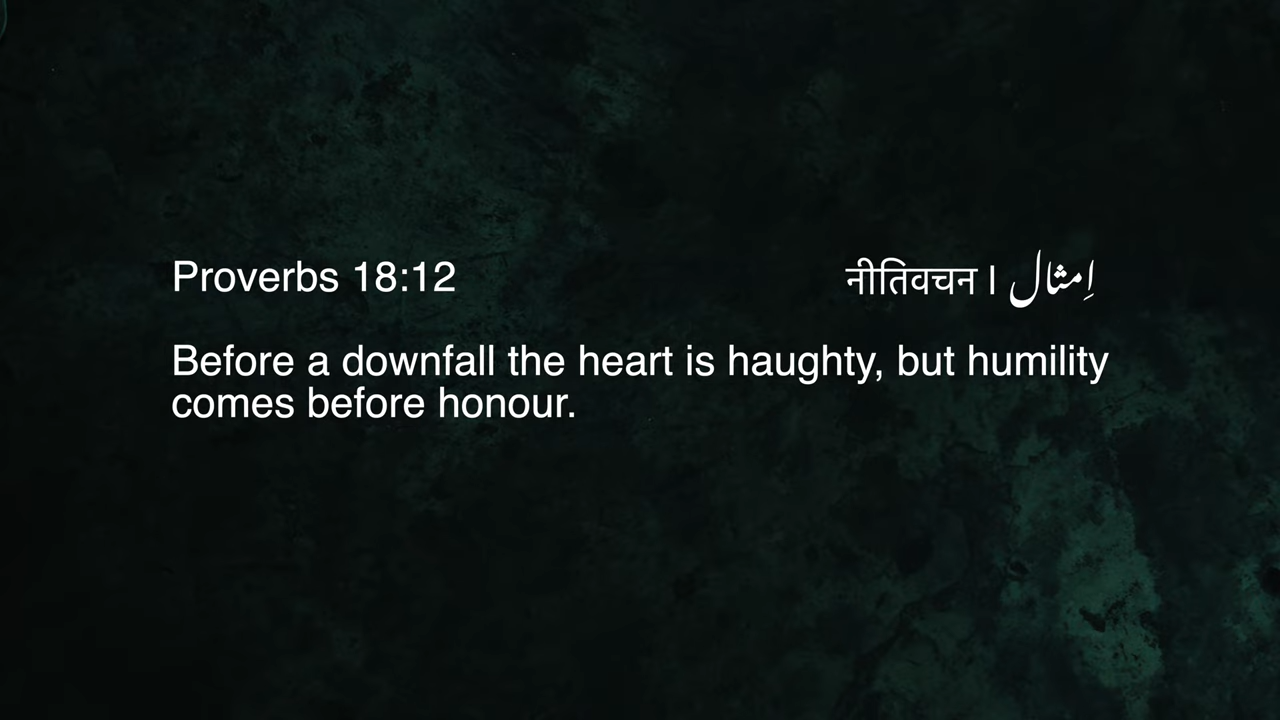 Proverbs 18:12
नीतिवचन | اِمثال
Before a downfall the heart is haughty, but humility
comes before honour.